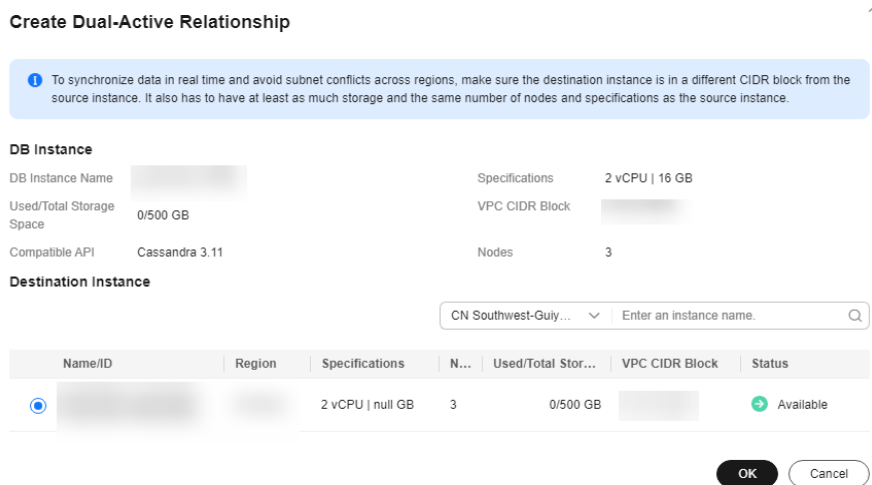 Create Dual-Active Relationship
To synchronize data in real time and avoid subnet conflicts across regions, make sure the destination instance is in a different CIDR block from the
source instance. It also has to have at least as much storage and the same number of nodes and specifications as the source instance.
DB Instance
DB Instance Name
Specifications 2 vCPU | 16 GB
Used/Total Storage
Space 0/500 GB
VPC CIDR Block
Compatible API Cassandra 3.11
Nodes 3
Destination Instance
CN Southwest-Guiy... Enter an instance name.
Name/ID Region Specifications N... Used/Total Stor... VPC CIDR Block Status
2 vCPU | null GB 3 0/500 GB Available
OK Cancel